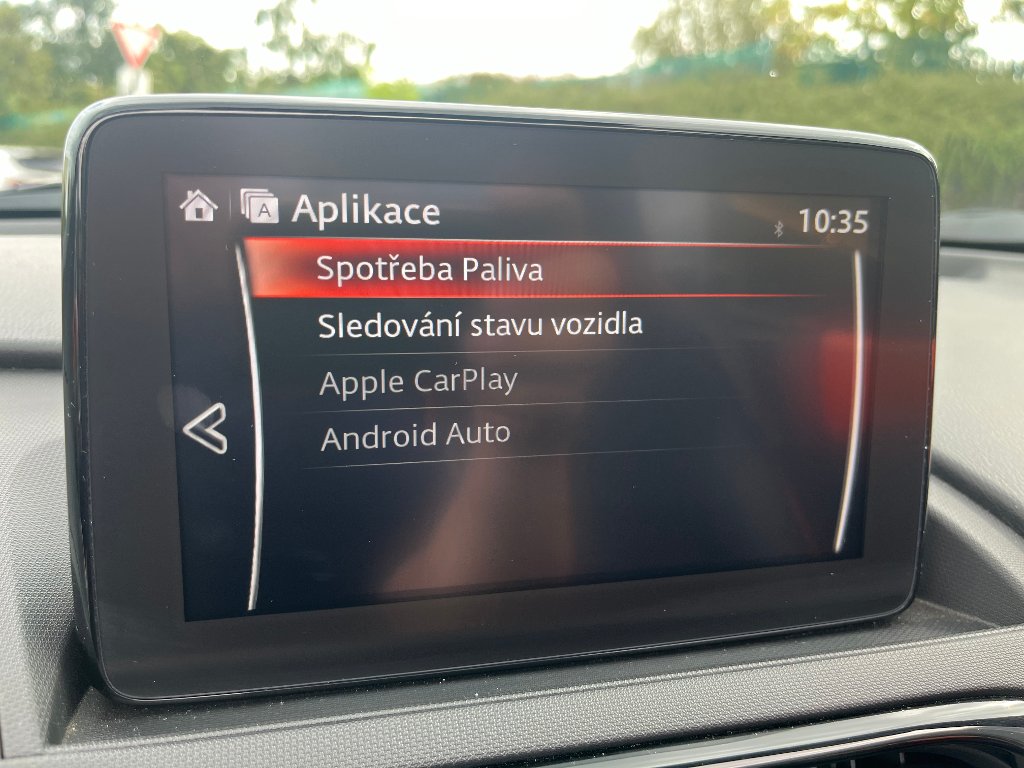 A Aplikace 10:35
Spotřeba Paliva
Sledování stavu vozidla
Apple CarPlay
Android Auto